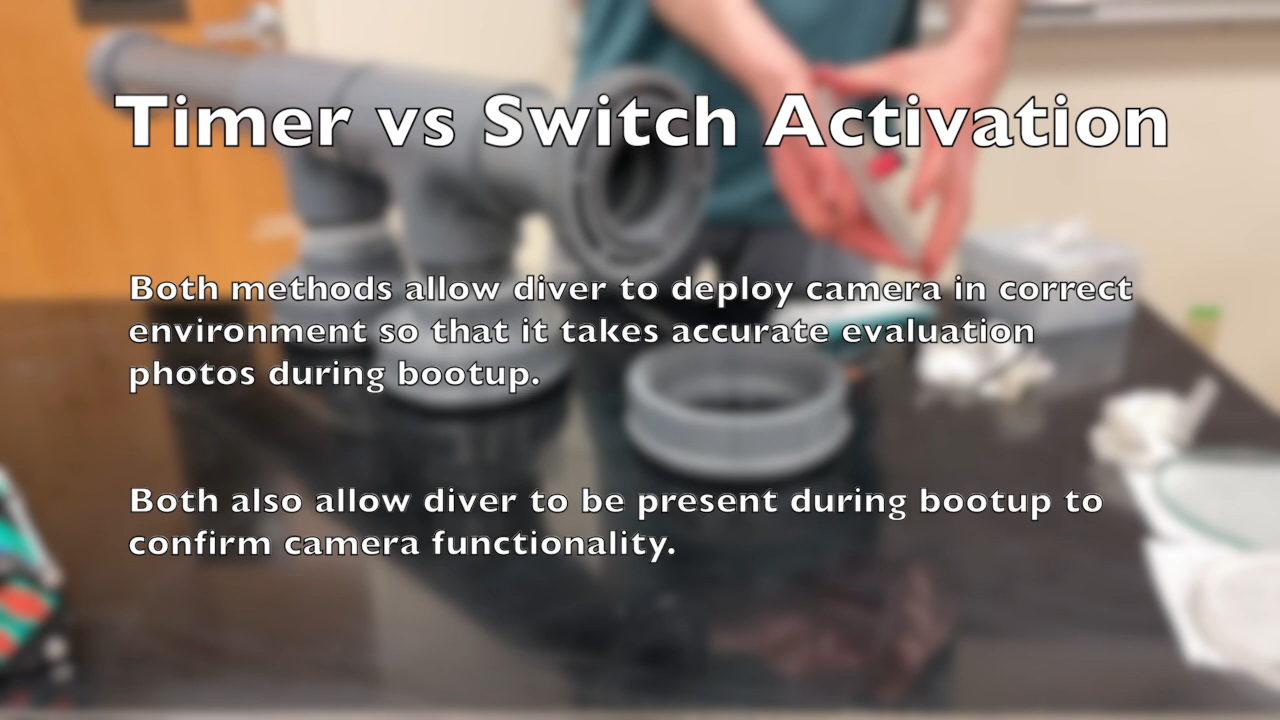 Timer vs Switch Activation
Both methods allow diver to deploy camera in correct
environment so that it takes accurate evaluation
photos during bootup.
Both also allow diver to be present during bootup to
confirm camera functionality.